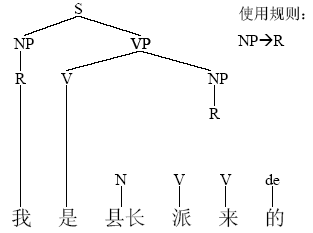 S 使用规则：
NP VP NP→R
R V NP
R
N V V de
我 是 县长 派 来 的